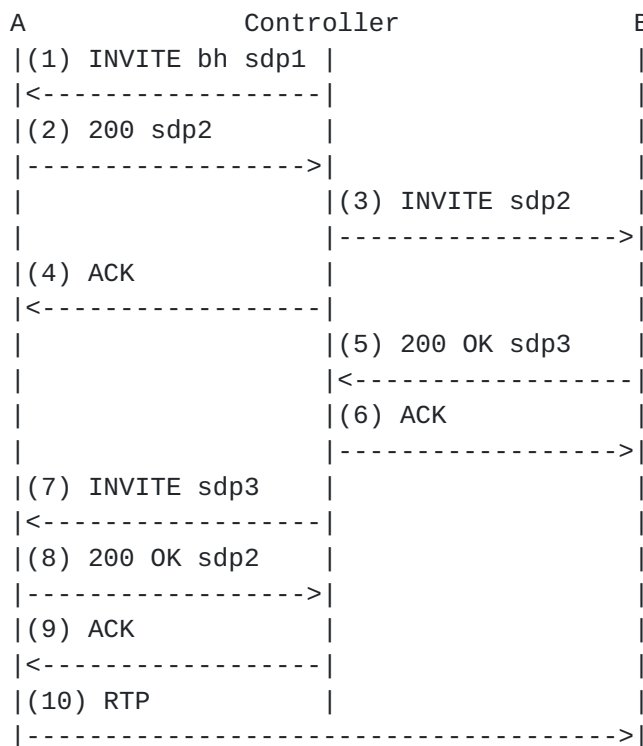 A Controller B
|(1) INVITE bh sdp1 | |
|<------------------| |
|(2) 200 sdp2 | |
|------------------>| |
| |(3) INVITE sdp2 |
| |------------------>|
|(4) ACK | |
|<------------------| |
| |(5) 200 OK sdp3 |
| |<------------------|
| |(6) ACK |
| |------------------>|
|(7) INVITE sdp3 | |
|<------------------| |
|(8) 200 OK sdp2 | |
|------------------>| |
|(9) ACK | |
|<------------------| |
|(10) RTP | |
|-------------------------------------->|